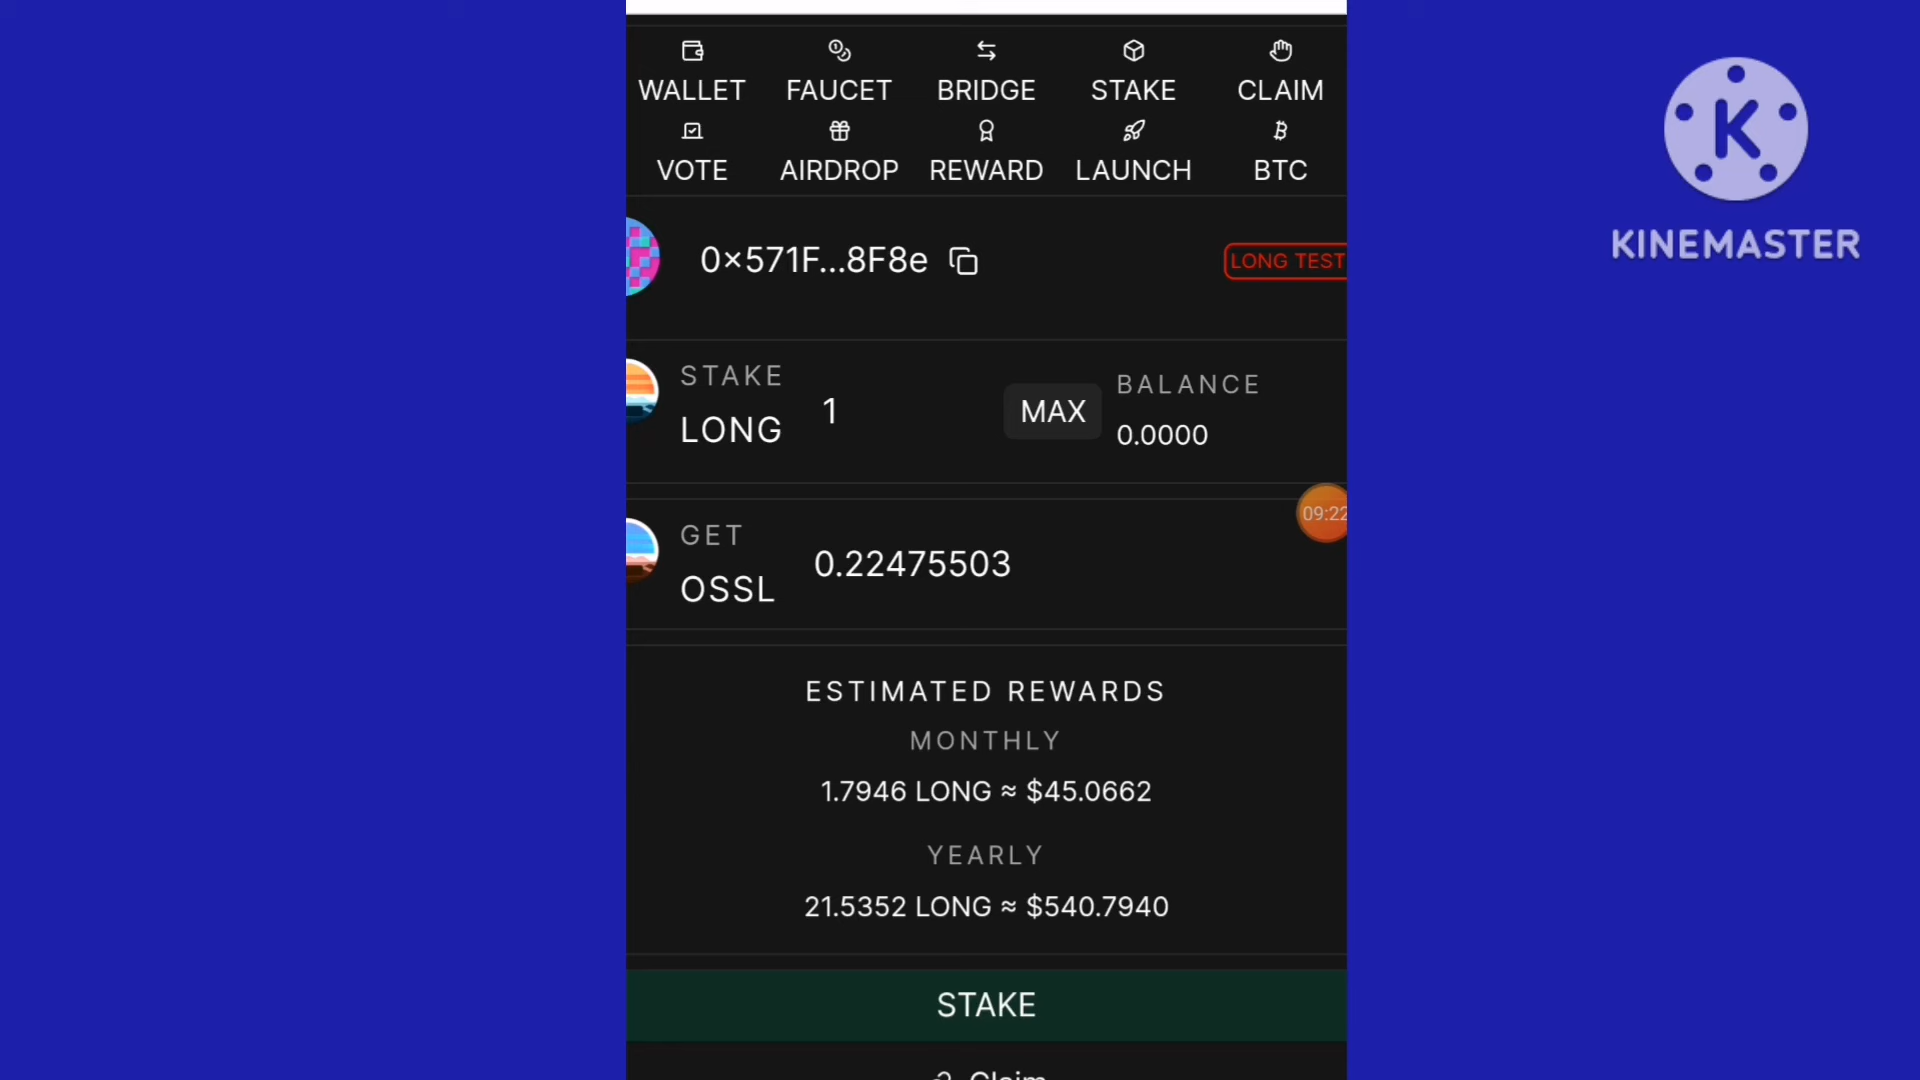 WALLET FAUCET BRIDGE STAKE CLAIM
VOTE AIRDROP REWARD LAUNCH BTC
K
KINEMASTER
0×571F...8F8e
LONG TEST
STAKE
LONG
1
MAX
BALANCE
0.0000
09:22
GET
OSSL
0.22475503
ESTIMATED REWARDS
MONTHLY
1.7946 LONG ≈ $45.0662
YEARLY
21.5352 LONG ≈ $540.7940
STAKE
Claim